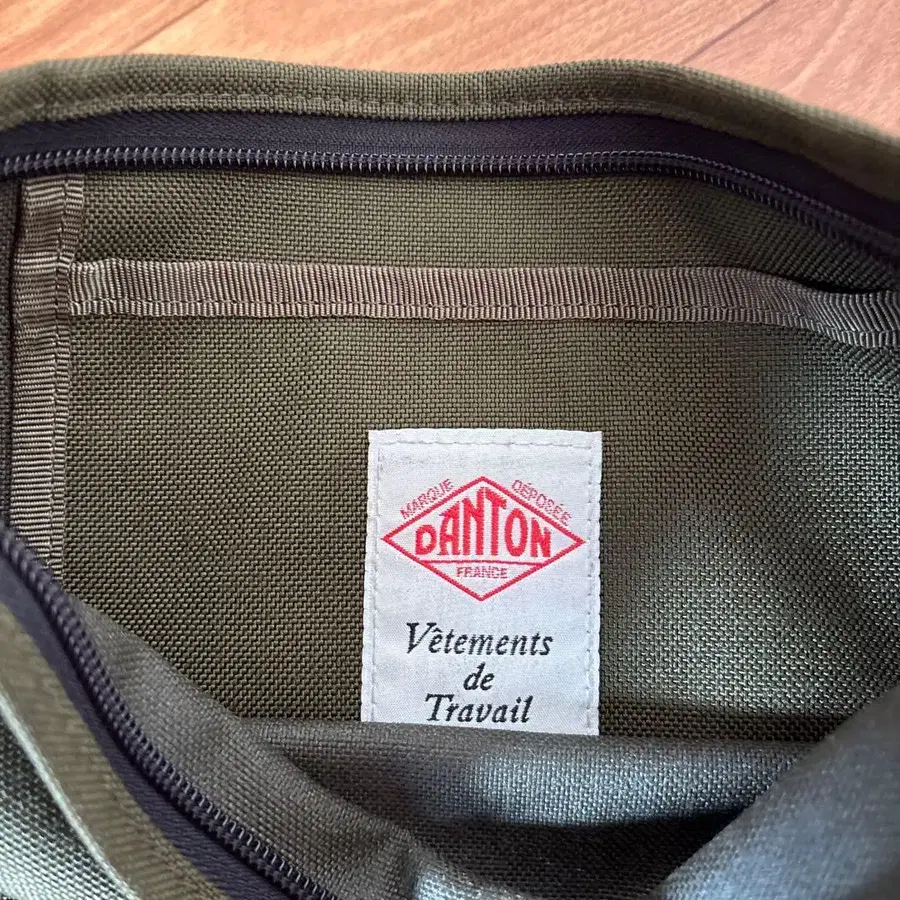 MARQUE DÉPOSÉE
DANTON
FRANCE
Vêtements
de
Travail